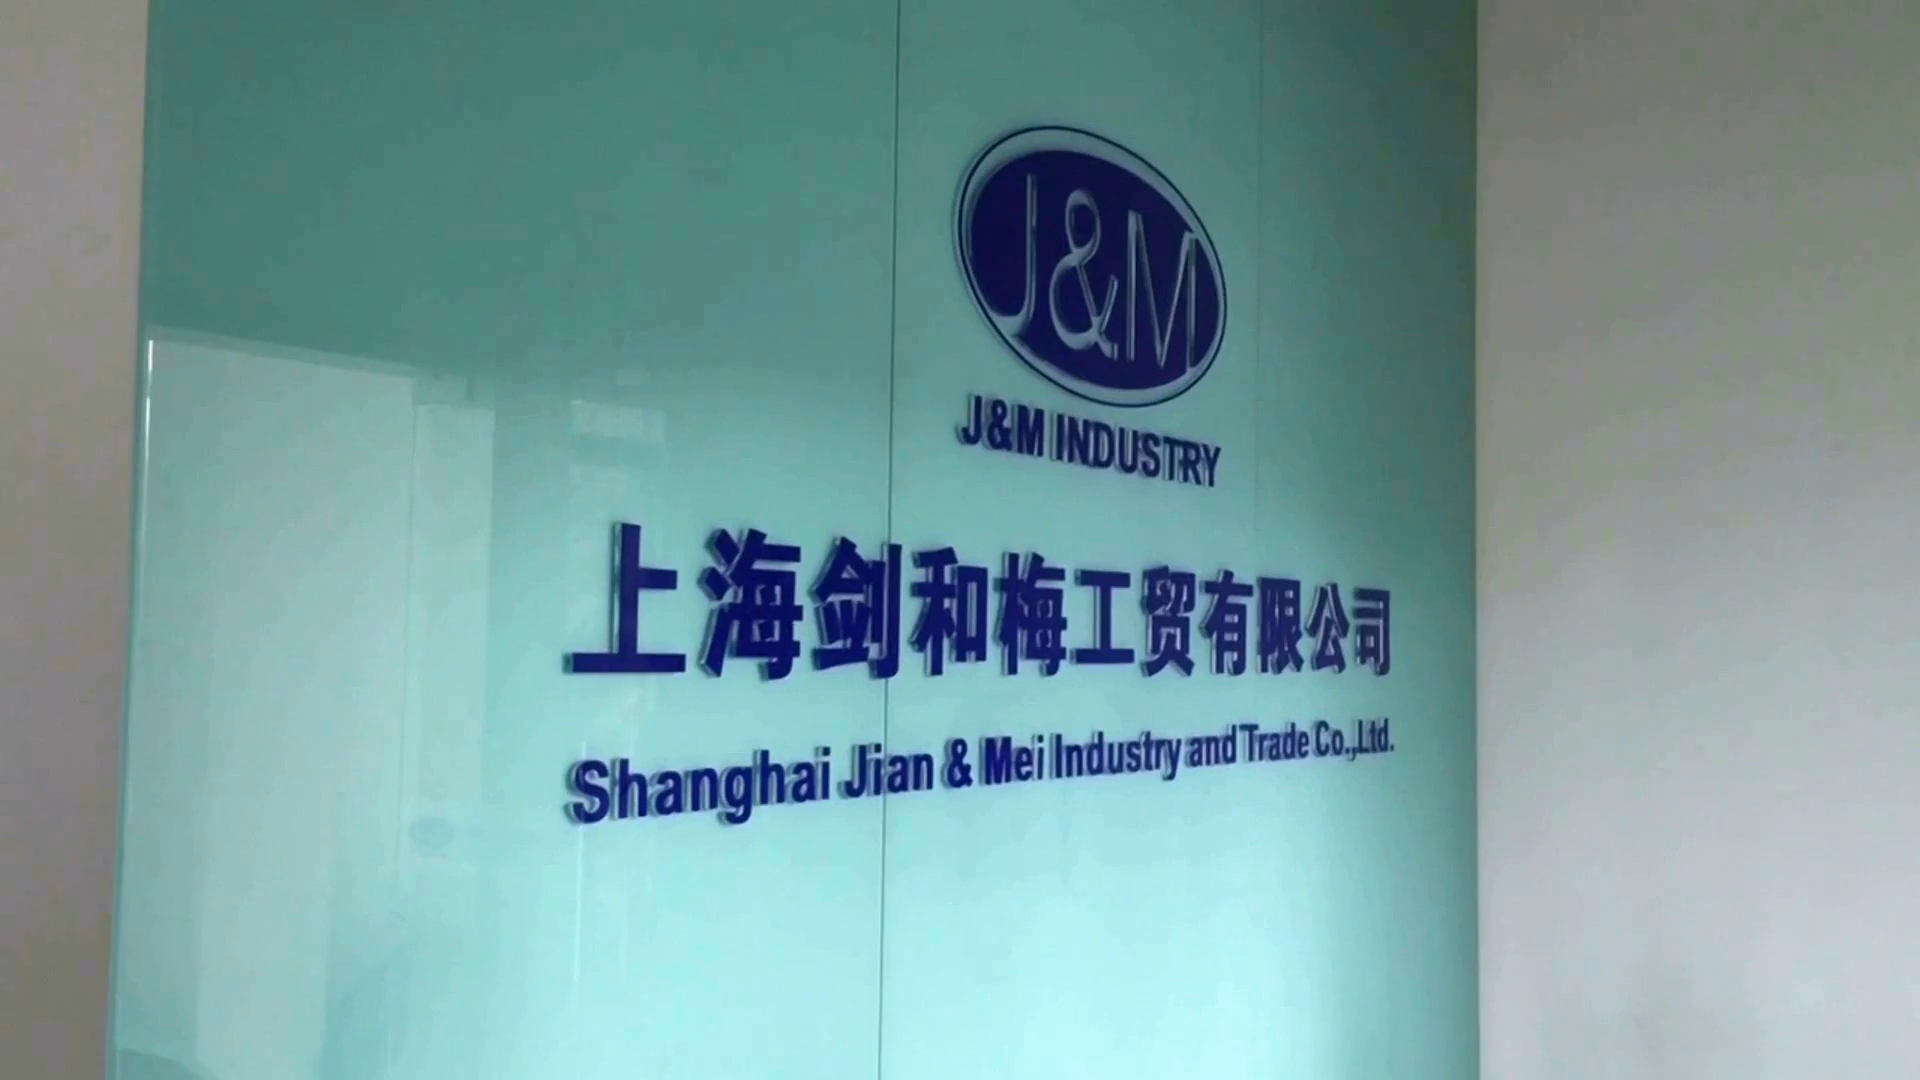 J&M
J&M INDUSTRY
上海剑和梅工贸有限公司
Shanghai Jian & Mei Industry and Trade Co.,Ltd.